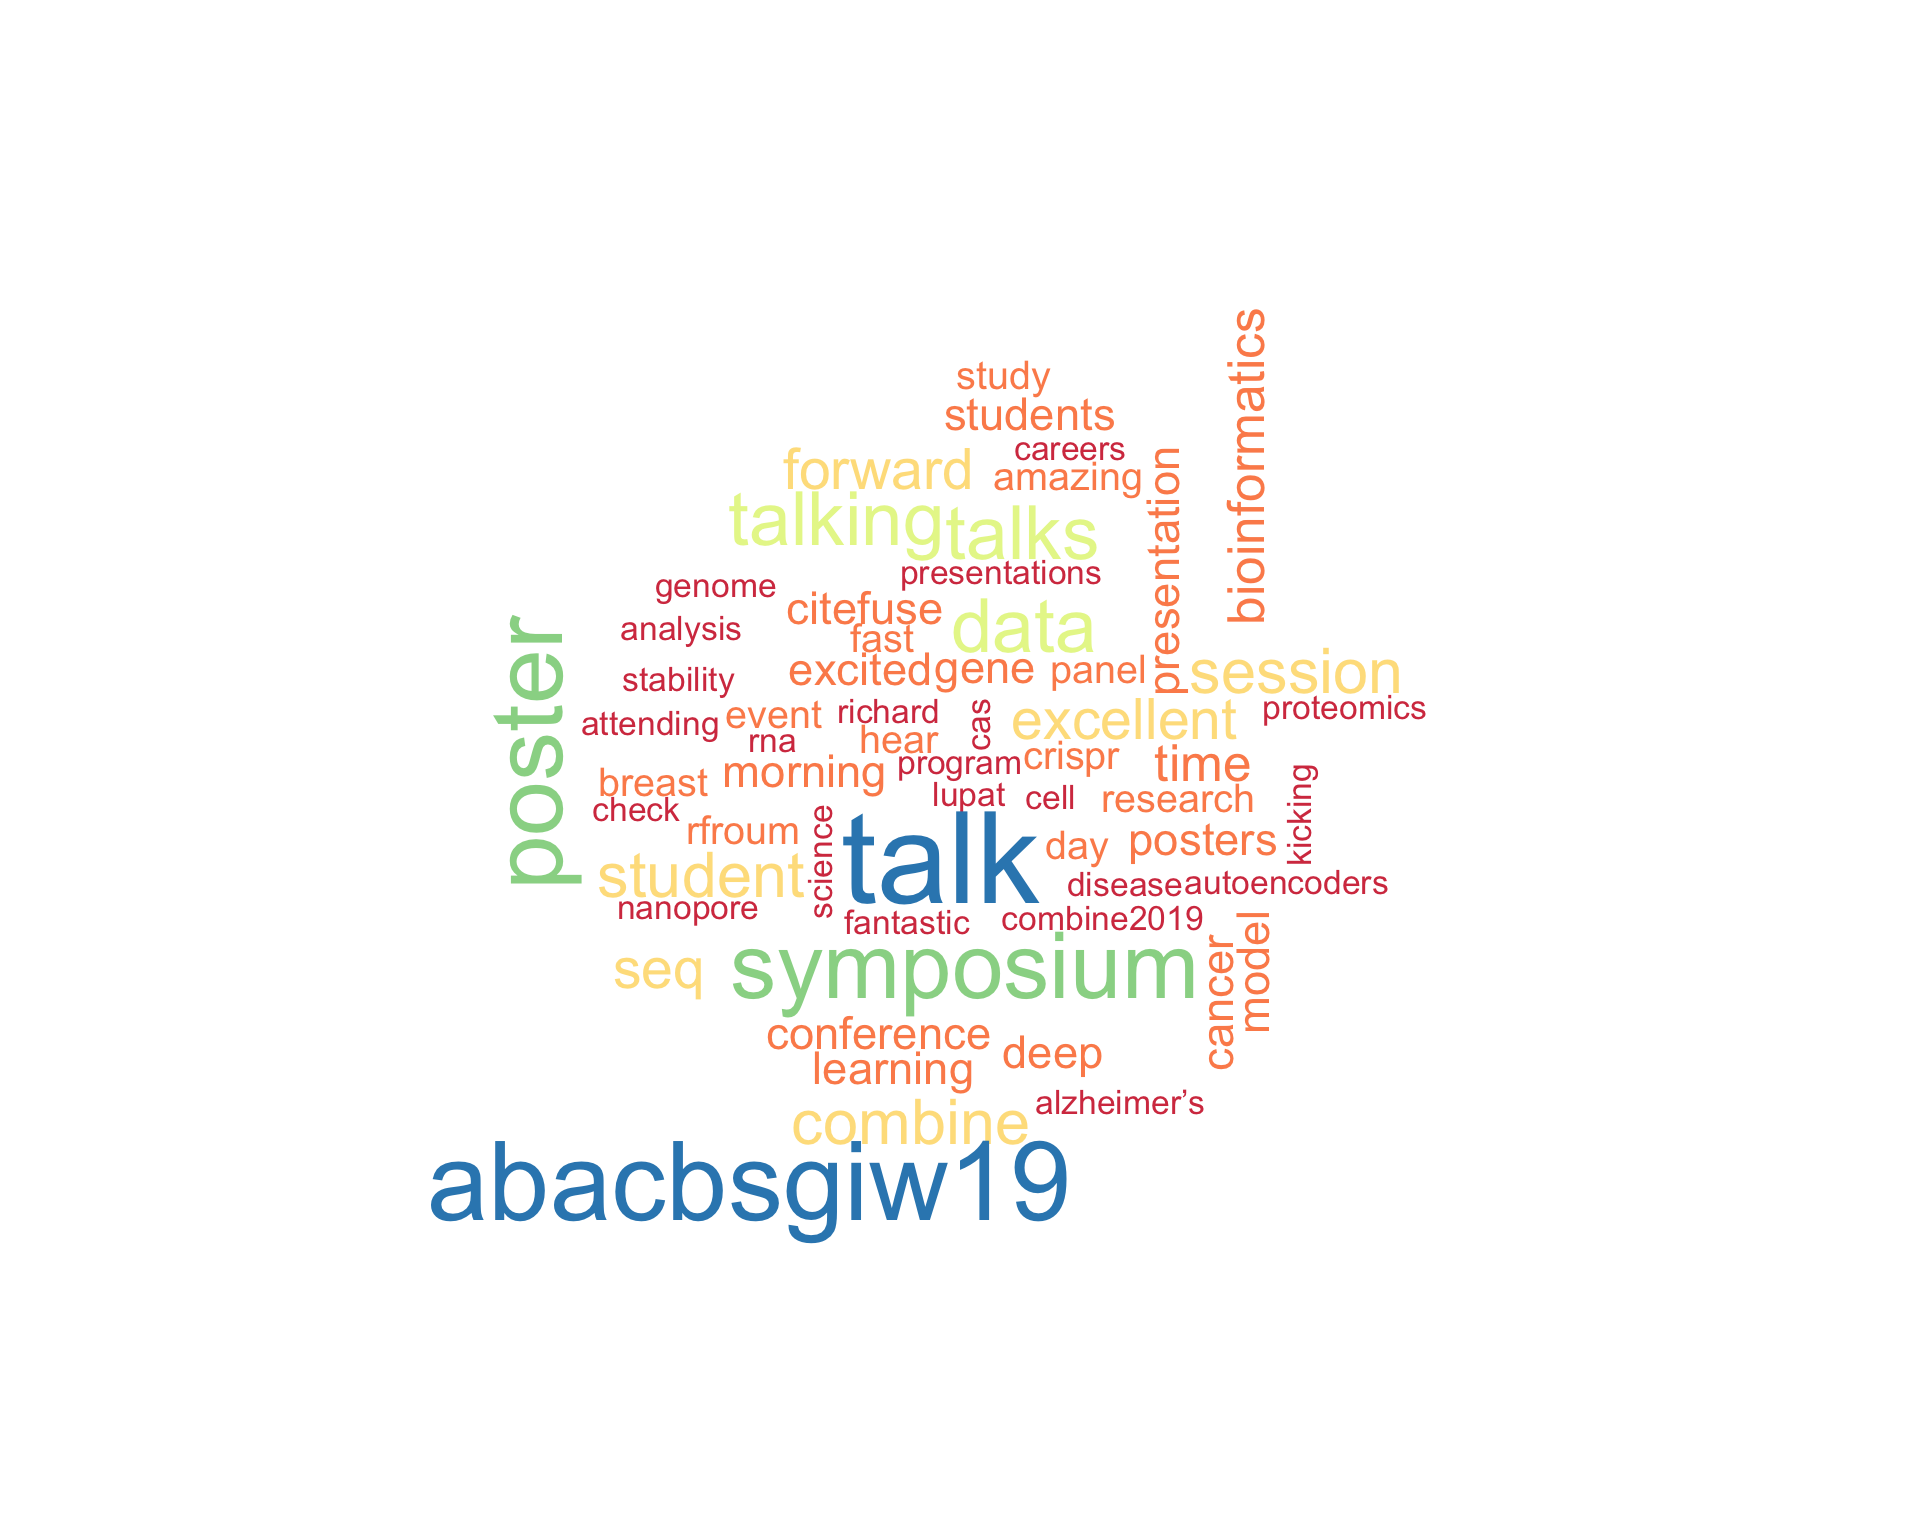 study
students
bioinformatics
careers
forward
amazing
presentation
talking
talks
presentations
genome
citefuse
data
analysis
fast
poster
excited
gene
panel
session
stability
richard
cas
proteomics
attending
event
excellent
rna
hear
crispr
program
time
breast
morning
lupat
cell
research
check
kicking
rfroum
science
talk
day
posters
student
disease
autoencoders
nanopore
fantastic
combine2019
seq
symposium
cancer
model
conference
deep
learning
alzheimer’s
combine
abacbsgiw19